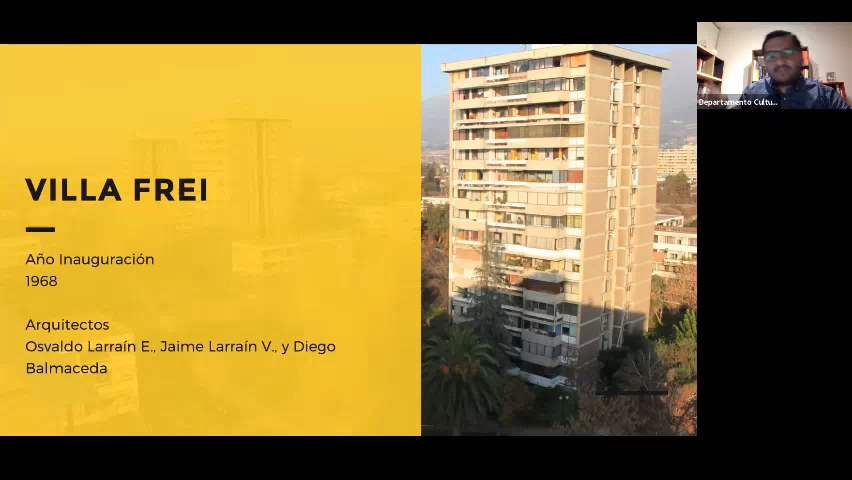 VILLA FREI
Año Inauguración
1968
Arquitectos
Osvaldo Larraín E., Jaime Larraín V., y Diego
Balmaceda
Departamento Cultu...